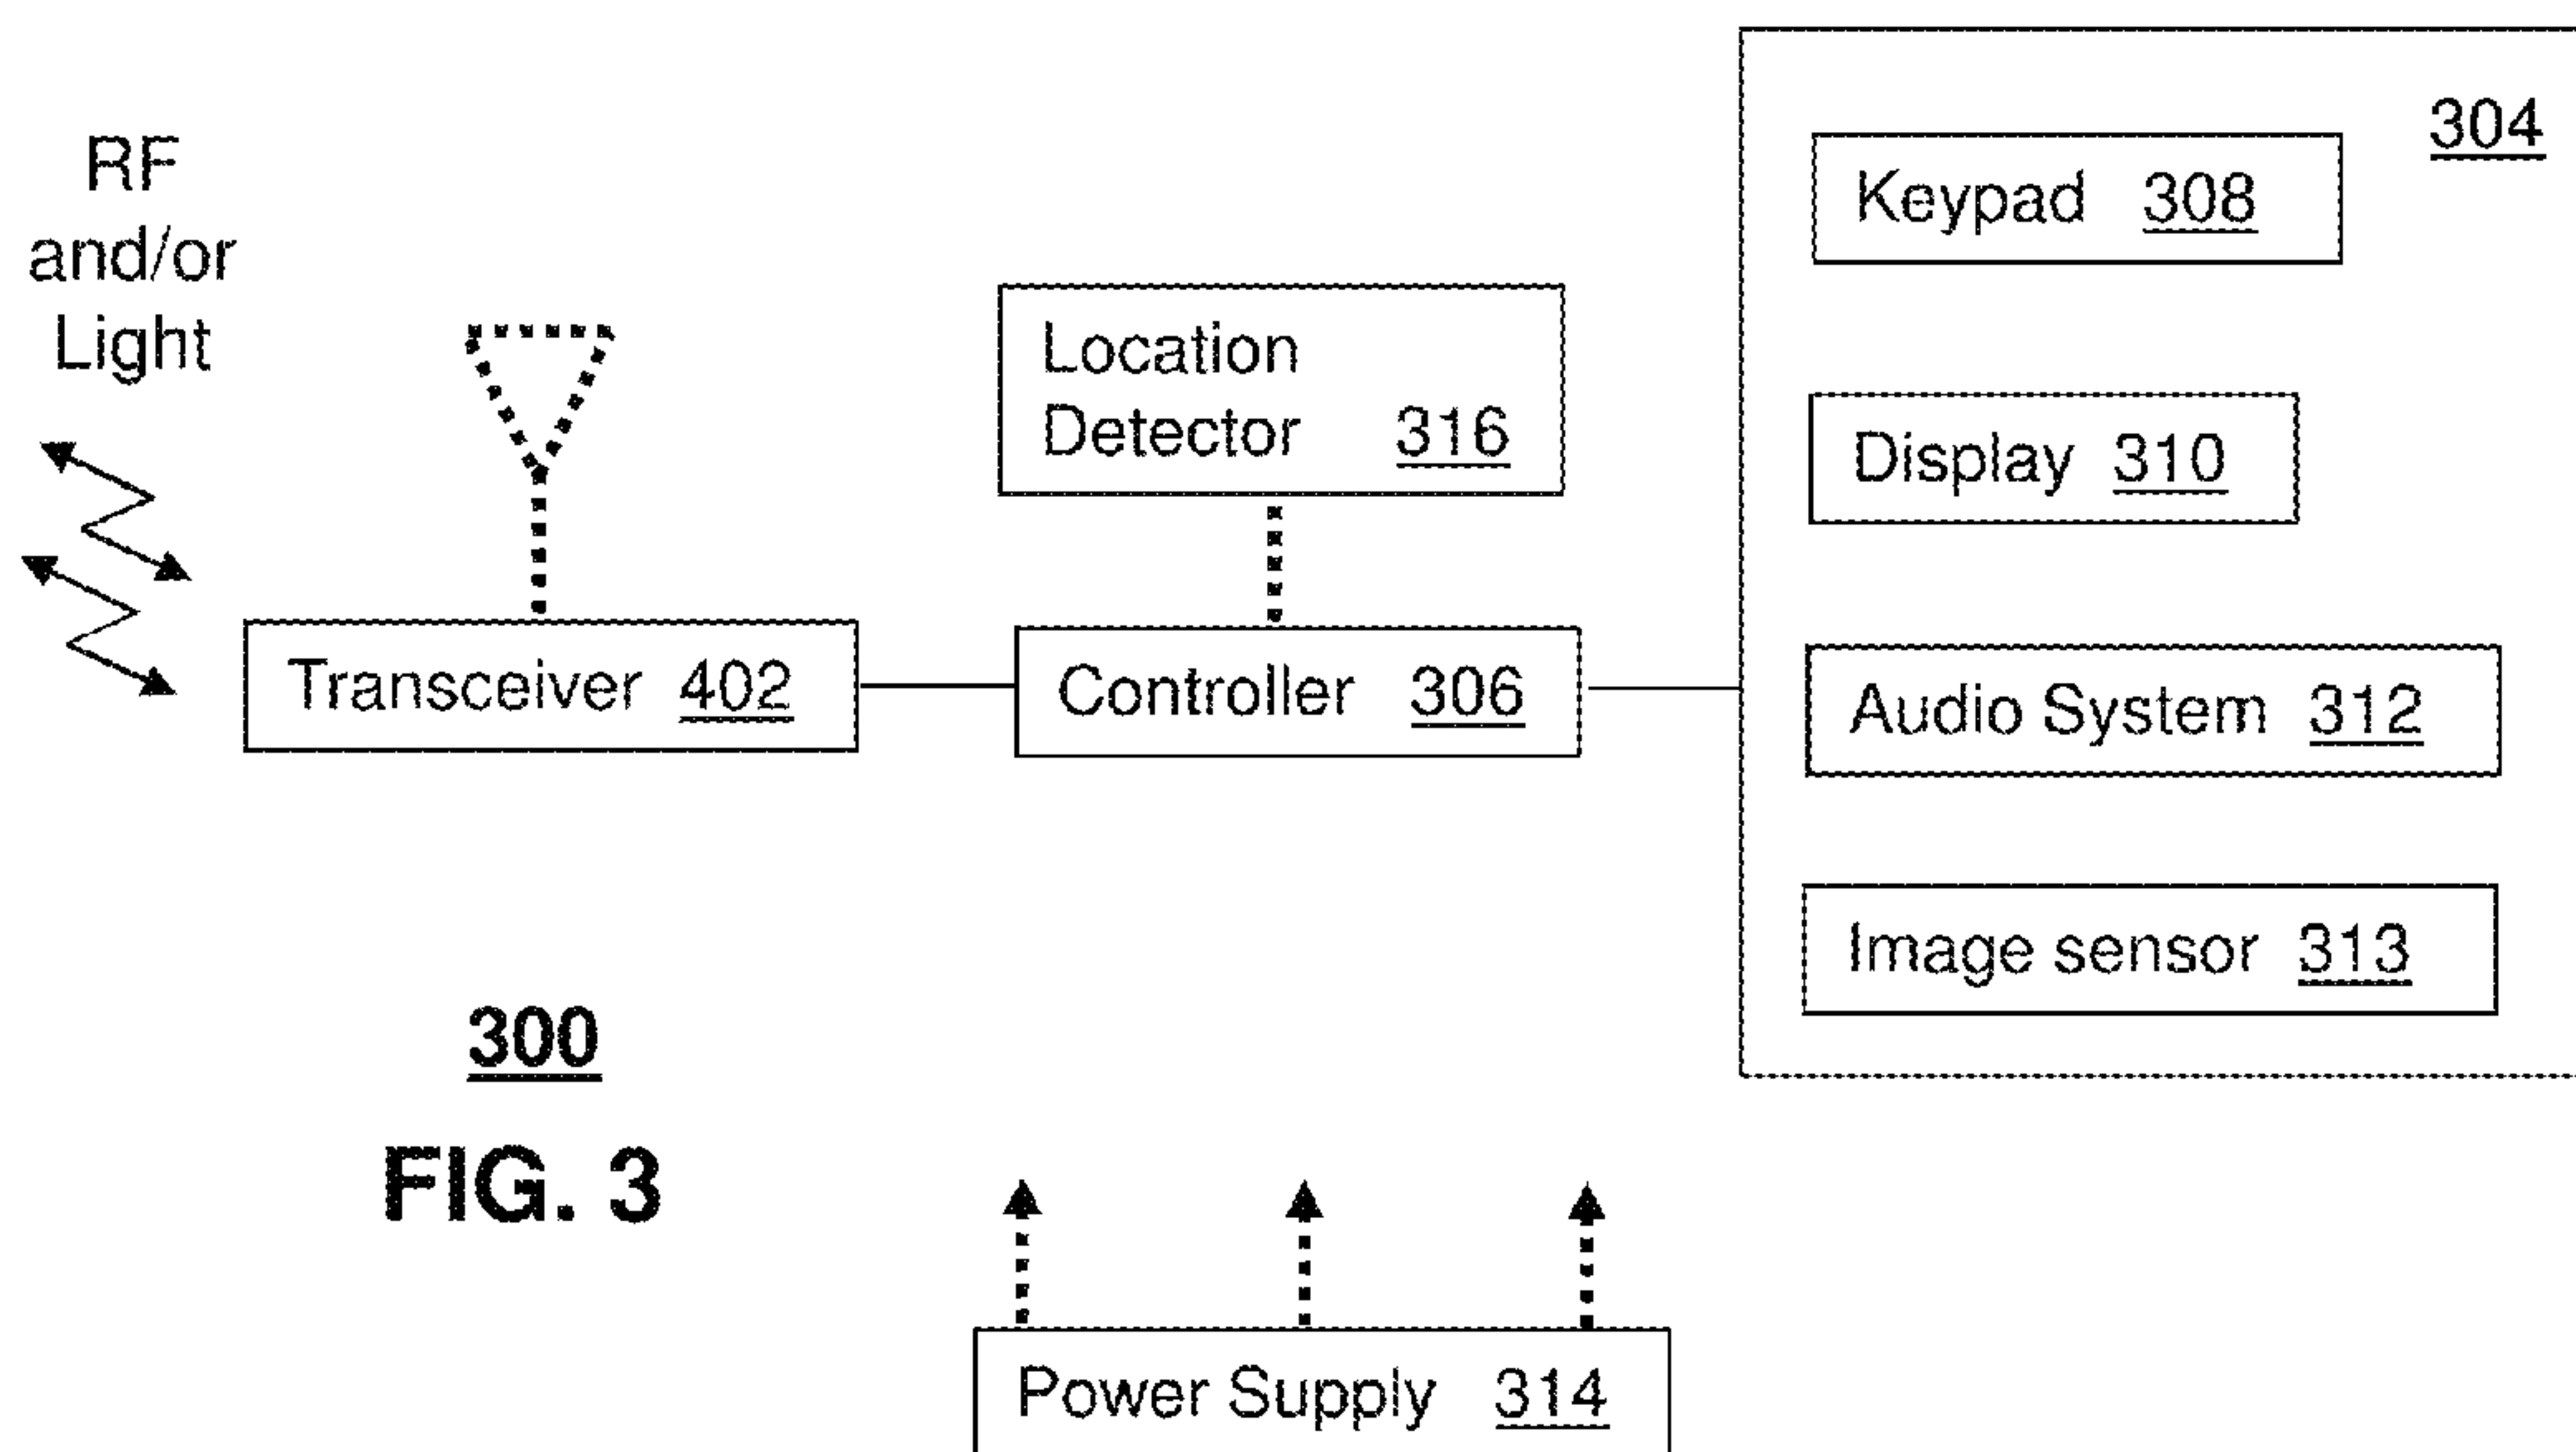 RF
and/or
Light
304
Keypad 308
Location
Detector 316
Display 310
Transceiver 402
Controller 306
Audio System 312
Image sensor 313
300
FIG. 3
Power Supply 314